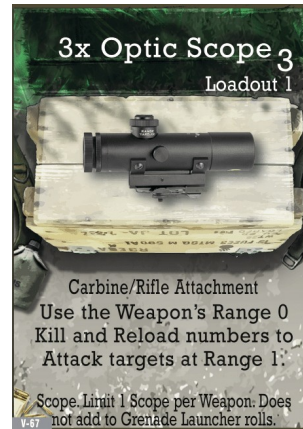 3x Optic Scope 3
Loadout 1
Carbine/Rifle Attachment
Use the Weapon's Range 0
Kill and Reload numbers to
Attack targets at Range 1.
Scope. Limit 1 Scope per Weapon. Does
not add to Grenade Launcher rolls.
V-67